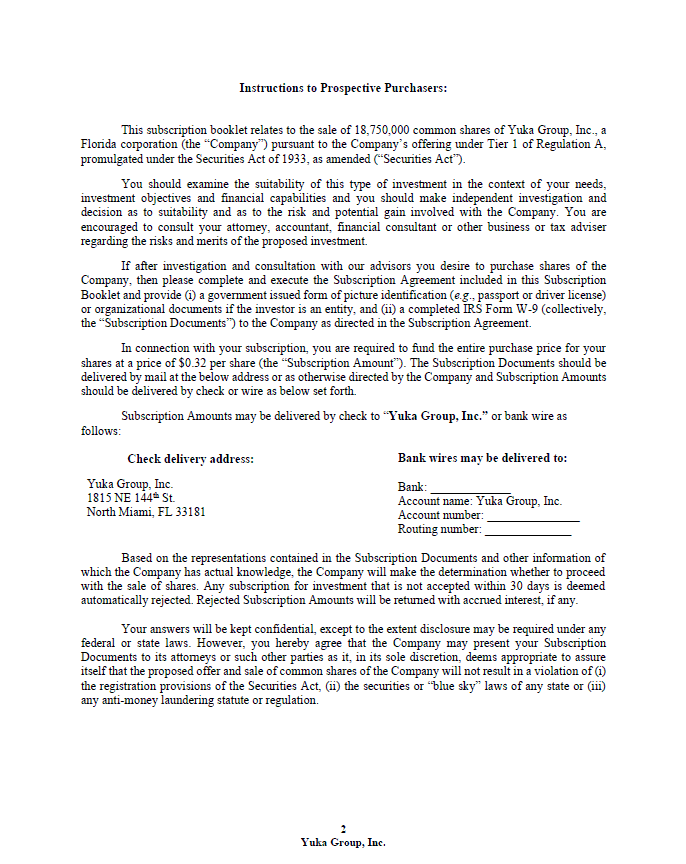 Instructions to Prospective Purchasers:
This subscription booklet relates to the sale of 18,750,000 common shares of Yuka Group, Inc., a
Florida corporation (the “Company”) pursuant to the Company’s offering under Tier 1 of Regulation A,
promulgated under the Securities Act of 1933, as amended (“Securities Act”).
You should examine the suitability of this type of investment in the context of your needs,
investment objectives and financial capabilities and you should make independent investigation and
decision as to suitability and as to the risk and potential gain involved with the Company. You are
encouraged to consult your attorney, accountant, financial consultant or other business or tax adviser
regarding the risks and merits of the proposed investment.
If after investigation and consultation with our advisors you desire to purchase shares of the
Company, then please complete and execute the Subscription Agreement included in this Subscription
Booklet and provide (i) a government issued form of picture identification (e.g., passport or driver license)
or organizational documents if the investor is an entity, and (ii) a completed IRS Form W-9 (collectively,
the “Subscription Documents”) to the Company as directed in the Subscription Agreement.
In connection with your subscription, you are required to fund the entire purchase price for your
shares at a price of $0.32 per share (the “Subscription Amount”). The Subscription Documents should be
delivered by mail at the below address or as otherwise directed by the Company and Subscription Amounts
should be delivered by check or wire as below set forth.
Subscription Amounts may be delivered by check to “Yuka Group, Inc.” or bank wire as
follows:
Check delivery address:
Yuka Group, Inc.
1815 NE 144th St.
North Miami, FL 33181
Bank wires may be delivered to:
Bank: _____________
Account name: Yuka Group, Inc.
Account number: _______________
Routing number: ______________
Based on the representations contained in the Subscription Documents and other information of
which the Company has actual knowledge, the Company will make the determination whether to proceed
with the sale of shares. Any subscription for investment that is not accepted within 30 days is deemed
automatically rejected. Rejected Subscription Amounts will be returned with accrued interest, if any.
Your answers will be kept confidential, except to the extent disclosure may be required under any
federal or state laws. However, you hereby agree that the Company may present your Subscription
Documents to its attorneys or such other parties as it, in its sole discretion, deems appropriate to assure
itself that the proposed offer and sale of common shares of the Company will not result in a violation of (i)
the registration provisions of the Securities Act, (ii) the securities or “blue sky” laws of any state or (iii)
any anti-money laundering statute or regulation.
2
Yuka Group, Inc.